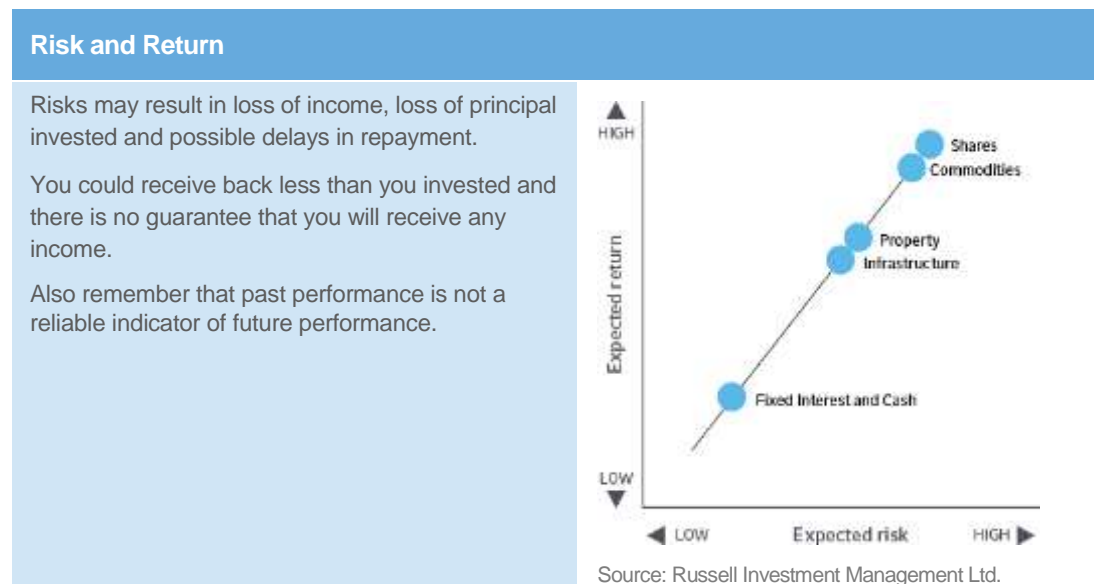 Risk and Return
Risks may result in loss of income, loss of principal
invested and possible delays in repayment.
You could receive back less than you invested and
there is no guarantee that you will receive any
income.
Also remember that past performance is not a
reliable indicator of future performance.
HIGH
Shares
Commodities
Property
Infrastructure
Expected return
Fixed Interest and Cash
LOW
LOW Expected risk HIGH
Source: Russell Investment Management Ltd.